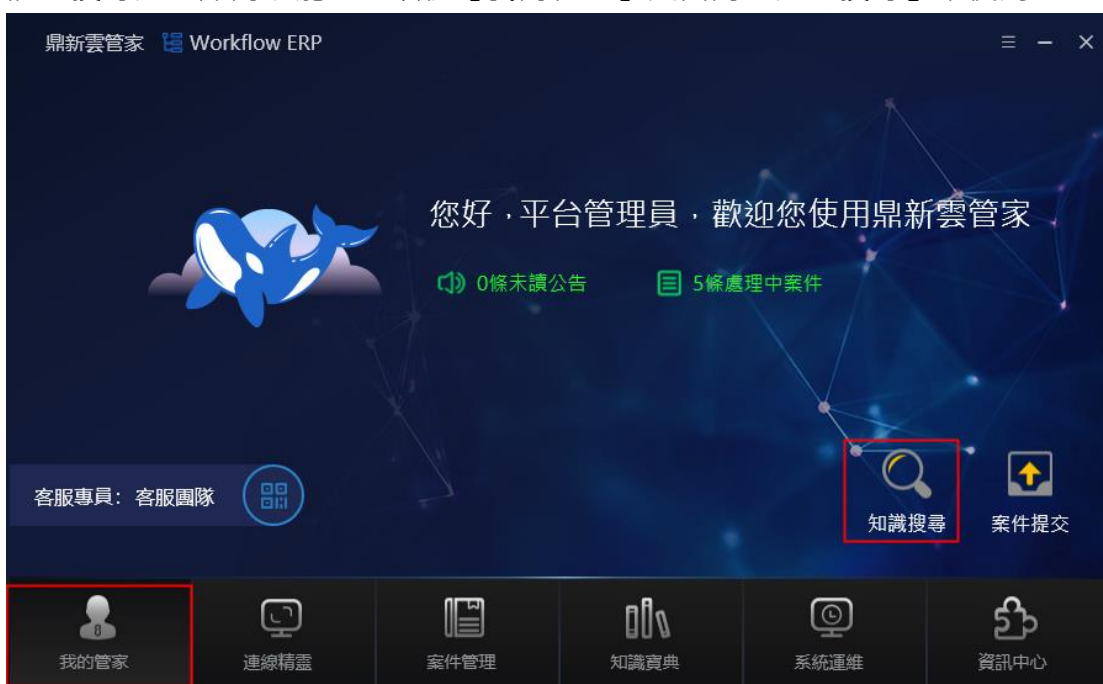 鼎新雲管家 Workflow ERP
您好，平台管理員，歡迎您使用鼎新雲管家
0條未讀公告 5條處理中案件
客服專員：客服團隊
知識搜尋 案件提交
我的管家 連線精靈 案件管理 知識寶典 系統運維 資訊中心